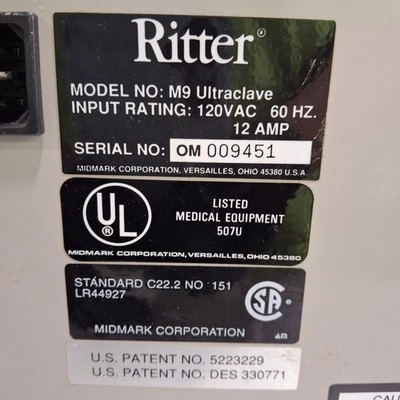 Ritter®
MODEL NO: M9 Ultraclave
INPUT RATING: 120VAC 60 HZ.
12 AMP
SERIAL NO: OM 009451
MIDMARK CORPORATION, VERSAILLES, OHIO 45380 U.S.A.
UL ®
LISTED
MEDICAL EQUIPMENT
507U
MIDMARK CORPORATION, VERSAILLES, OHIO 45380
STANDARD C22.2 NO 151
LR44927
SA ®
MIDMARK CORPORATION
U.S. PATENT NO. 5223229
U.S. PATENT NO. DES 330771